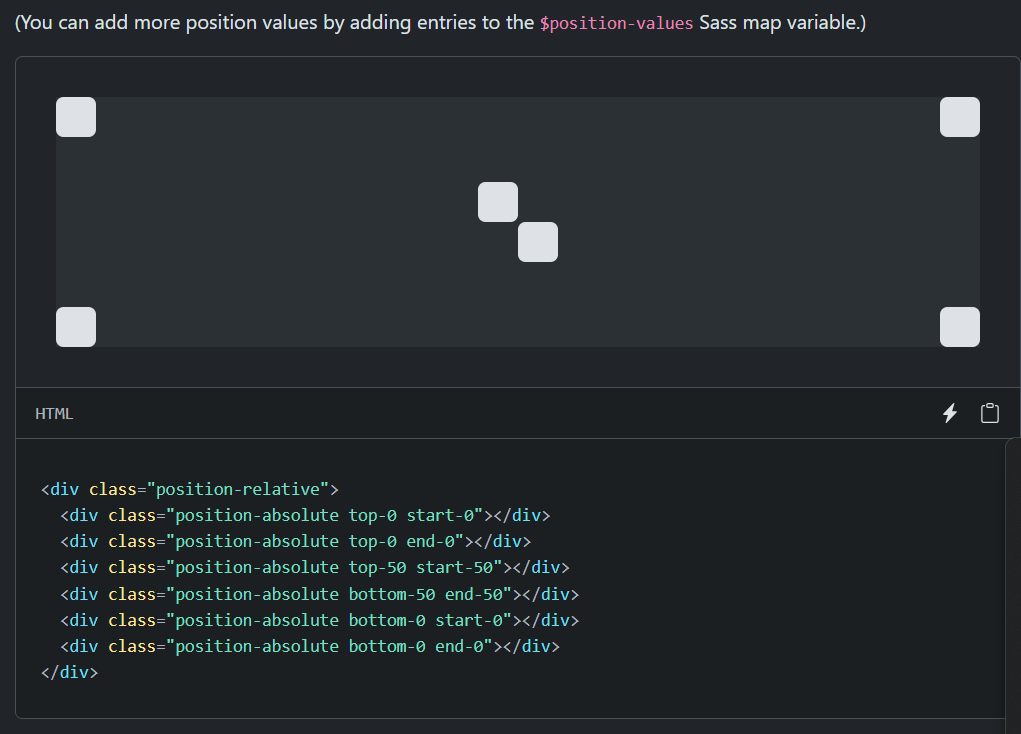 (You can add more position values by adding entries to the $position-values Sass map variable.)
HTML
<div class="position-relative">
  <div class="position-absolute top-0 start-0"></div>
  <div class="position-absolute top-0 end-0"></div>
  <div class="position-absolute top-50 start-50"></div>
  <div class="position-absolute bottom-50 end-50"></div>
  <div class="position-absolute bottom-0 start-0"></div>
  <div class="position-absolute bottom-0 end-0"></div>
</div>